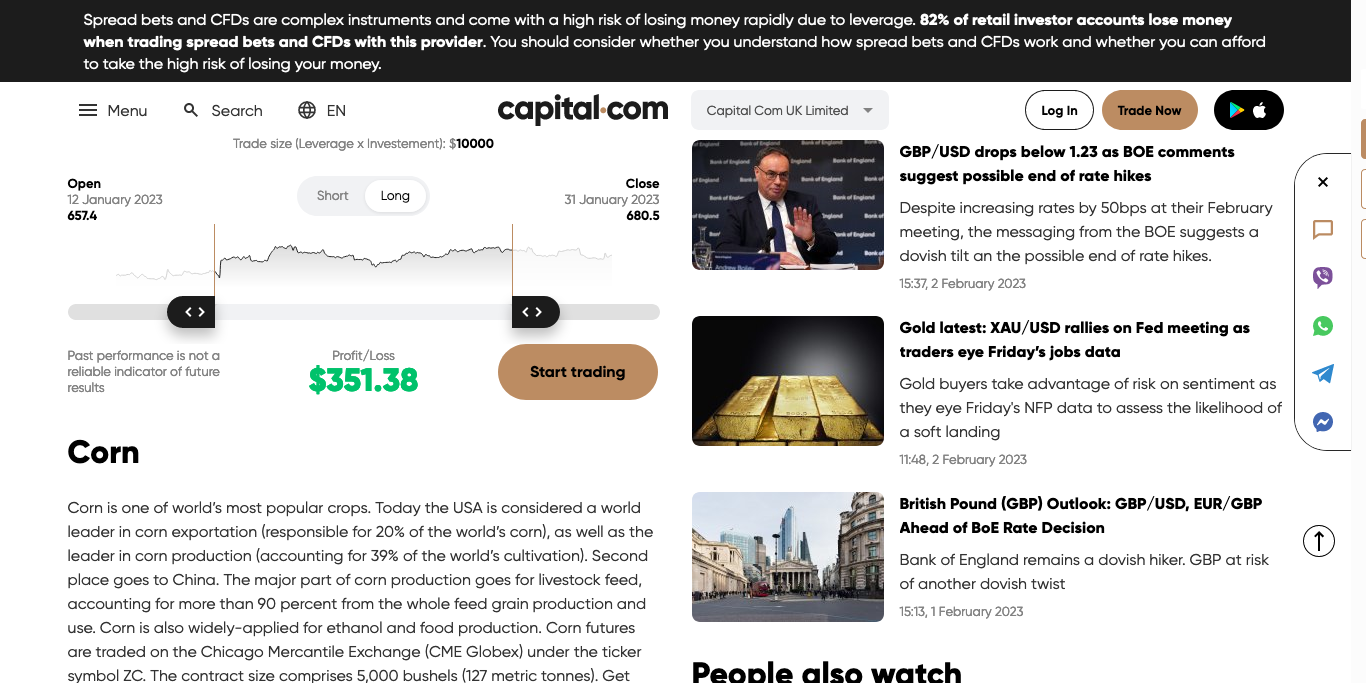 Spread bets and CFDs are complex instruments and come with a high risk of losing money rapidly due to leverage. 82% of retail investor accounts lose money
when trading spread bets and CFDs with this provider. You should consider whether you understand how spread bets and CFDs work and whether you can afford
to take the high risk of losing your money.
Menu
Search
EN
capital.com
Capital Com UK Limited
Log In
Trade Now
Trade size (Leverage x Investement): $10000
Open
12 January 2023
657.4
Short
Long
Close
31 January 2023
680.5
Past performance is not a
reliable indicator of future
results
Profit/Loss
$351.38
Start trading
Corn
Corn is one of world's most popular crops. Today the USA is considered a world
leader in corn exportation (responsible for 20% of the world's corn), as well as the
leader in corn production (accounting for 39% of the world's cultivation). Second
place goes to China. The major part of corn production goes for livestock feed,
accounting for more than 90 percent from the whole feed grain production and
use. Corn is also widely-applied for ethanol and food production. Corn futures
are traded on the Chicago Mercantile Exchange (CME Globex) under the ticker
symbol ZC. The contract size comprises 5,000 bushels (127 metric tonnes). Get
GBP/USD drops below 1.23 as BOE comments
suggest possible end of rate hikes
Despite increasing rates by 50bps at their February
meeting, the messaging from the BOE suggests a
dovish tilt an the possible end of rate hikes.
15:37, 2 February 2023
Gold latest: XAU/USD rallies on Fed meeting as
traders eye Friday's jobs data
Gold buyers take advantage of risk on sentiment as
they eye Friday's NFP data to assess the likelihood of
a soft landing
11:48, 2 February 2023
British Pound (GBP) Outlook: GBP/USD, EUR/GBP
Ahead of BoE Rate Decision
Bank of England remains a dovish hiker. GBP at risk
of another dovish twist
15:13, 1 February 2023
People also watch